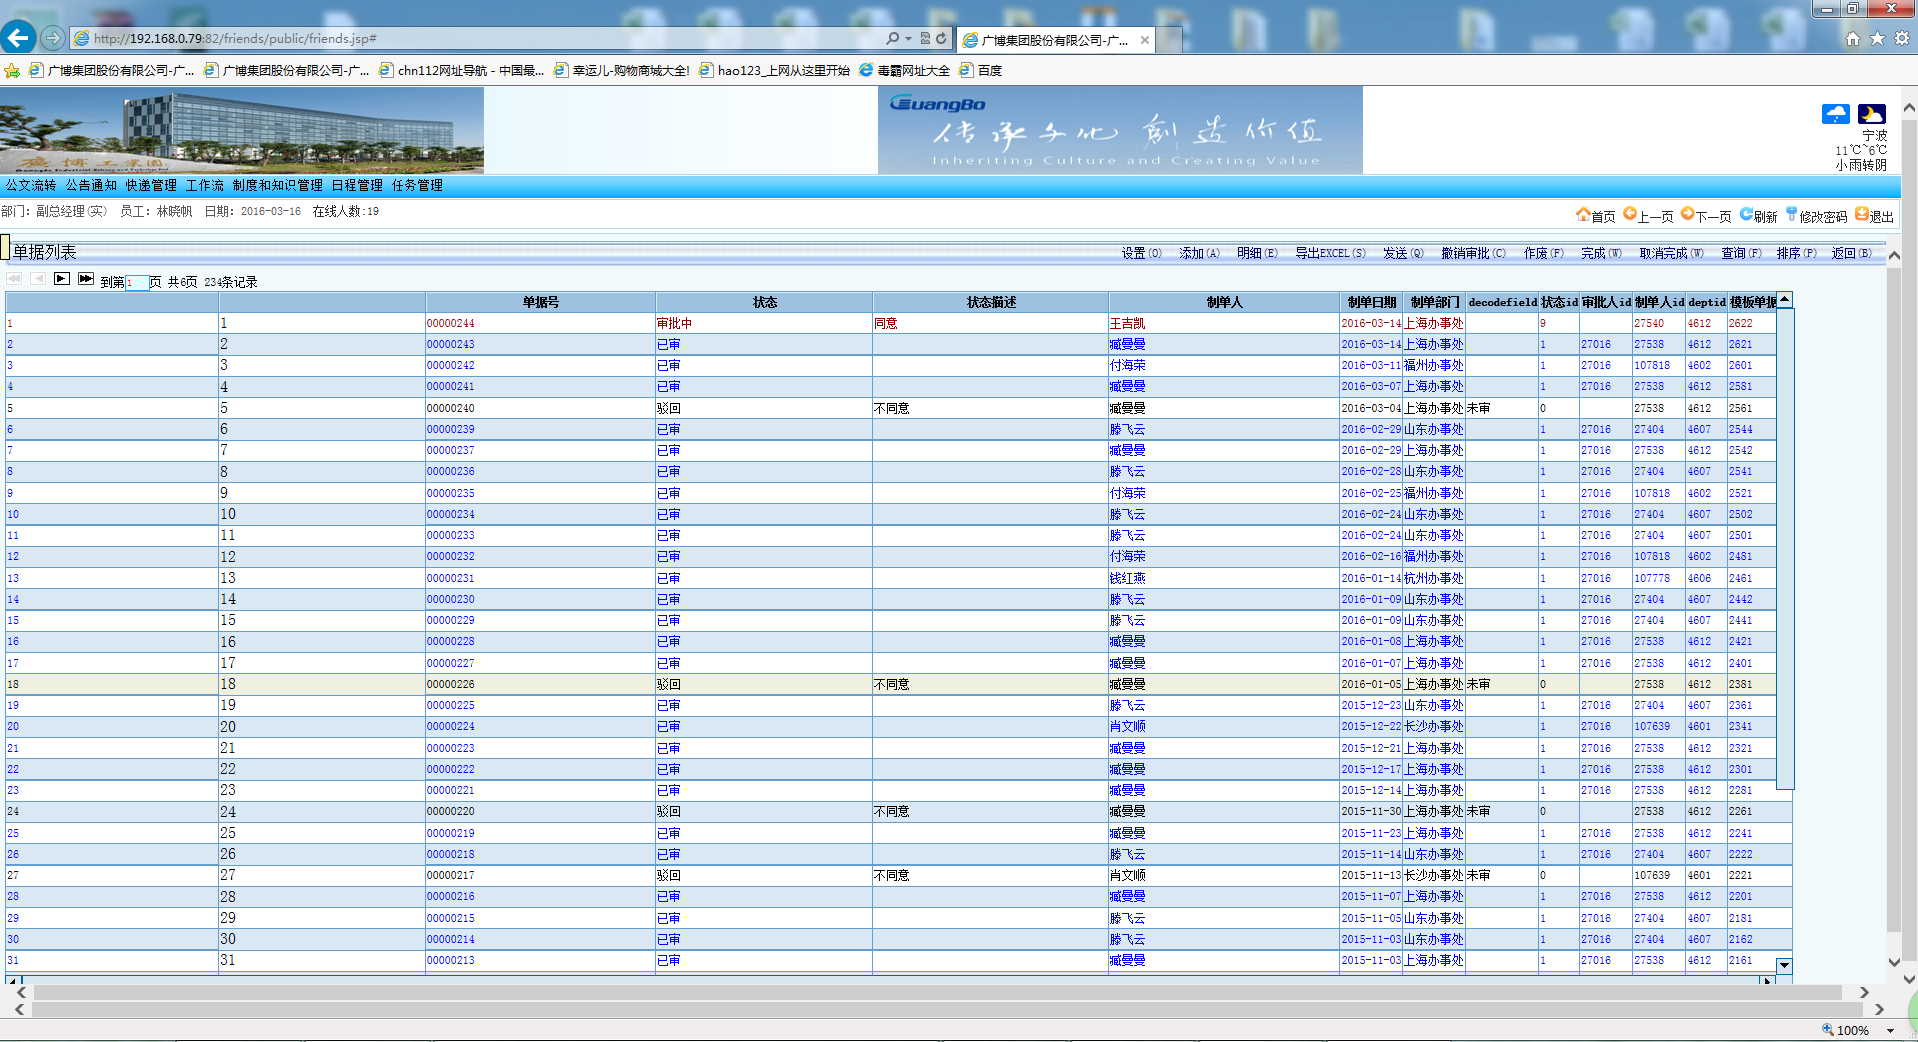 http://192.168.0.79:82/friends/public/friends.jsp#
广博集团股份有限公司-广...
广博集团股份有限公司-广... 广博集团股份有限公司-广... chn112网址导航 - 中国最... 幸运儿-购物商城大全! hao123_上网从这里开始 毒霸网址大全 百度
GuangBo
传承文化 創造价值
Inheriting Culture and Creating Value
宁波
11℃~6℃
小雨转阴
公文流转 公告通知 快递管理 工作流 制度和知识管理 日程管理 任务管理
部门: 副总经理(实) 员工: 林晓帆 日期: 2016-03-16 在线人数:19
首页 上一页 下一页 刷新 修改密码 退出
单据列表
设置(O) 添加(A) 明细(E) 导出EXCEL(S) 发送(Q) 撤销审批(C) 作废(F) 完成(W) 取消完成(W) 查询(F) 排序(P) 返回(B)
到第1页 共6页 234条记录
单据号 状态 状态描述 制单人 制单日期 制单部门 decodefield 状态id 审批人id 制单人id deptid 模板单据
1 1 00000244 审批中 同意 王吉凯 2016-03-14 上海办事处 9 27540 4612 2622
2 2 00000243 已审 臧曼曼 2016-03-14 上海办事处 1 27016 27538 4612 2621
3 3 00000242 已审 付海荣 2016-03-11 福州办事处 1 27016 107818 4602 2601
4 4 00000241 已审 臧曼曼 2016-03-07 上海办事处 1 27016 27538 4612 2581
5 5 00000240 驳回 不同意 臧曼曼 2016-03-04 上海办事处 未审 0 27538 4612 2561
6 6 00000239 已审 滕飞云 2016-02-29 山东办事处 1 27016 27404 4607 2544
7 7 00000237 已审 臧曼曼 2016-02-29 上海办事处 1 27016 27538 4612 2542
8 8 00000236 已审 滕飞云 2016-02-28 山东办事处 1 27016 27404 4607 2541
9 9 00000235 已审 付海荣 2016-02-25 福州办事处 1 27016 107818 4602 2521
10 10 00000234 已审 滕飞云 2016-02-24 山东办事处 1 27016 27404 4607 2502
11 11 00000233 已审 滕飞云 2016-02-24 山东办事处 1 27016 27404 4607 2501
12 12 00000232 已审 付海荣 2016-02-16 福州办事处 1 27016 107818 4602 2481
13 13 00000231 已审 钱红燕 2016-01-14 杭州办事处 1 27016 107778 4606 2461
14 14 00000230 已审 滕飞云 2016-01-09 山东办事处 1 27016 27404 4607 2442
15 15 00000229 已审 滕飞云 2016-01-09 山东办事处 1 27016 27404 4607 2441
16 16 00000228 已审 臧曼曼 2016-01-08 上海办事处 1 27016 27538 4612 2421
17 17 00000227 已审 臧曼曼 2016-01-07 上海办事处 1 27016 27538 4612 2401
18 18 00000226 驳回 不同意 臧曼曼 2016-01-05 上海办事处 未审 0 27538 4612 2381
19 19 00000225 已审 滕飞云 2015-12-23 山东办事处 1 27016 27404 4607 2361
20 20 00000224 已审 肖文顺 2015-12-22 长沙办事处 1 27016 107639 4601 2341
21 21 00000223 已审 臧曼曼 2015-12-21 上海办事处 1 27016 27538 4612 2321
22 22 00000222 已审 臧曼曼 2015-12-17 上海办事处 1 27016 27538 4612 2301
23 23 00000221 已审 臧曼曼 2015-12-14 上海办事处 1 27016 27538 4612 2281
24 24 00000220 驳回 不同意 臧曼曼 2015-11-30 上海办事处 未审 0 27538 4612 2261
25 25 00000219 已审 臧曼曼 2015-11-23 上海办事处 1 27016 27538 4612 2241
26 26 00000218 已审 滕飞云 2015-11-14 山东办事处 1 27016 27404 4607 2222
27 27 00000217 驳回 不同意 肖文顺 2015-11-13 长沙办事处 未审 0 107639 4601 2221
28 28 00000216 已审 臧曼曼 2015-11-07 上海办事处 1 27016 27538 4612 2201
29 29 00000215 已审 滕飞云 2015-11-05 山东办事处 1 27016 27404 4607 2181
30 30 00000214 已审 滕飞云 2015-11-03 山东办事处 1 27016 27404 4607 2162
31 31 00000213 已审 臧曼曼 2015-11-03 上海办事处 1 27016 27538 4612 2161
100%